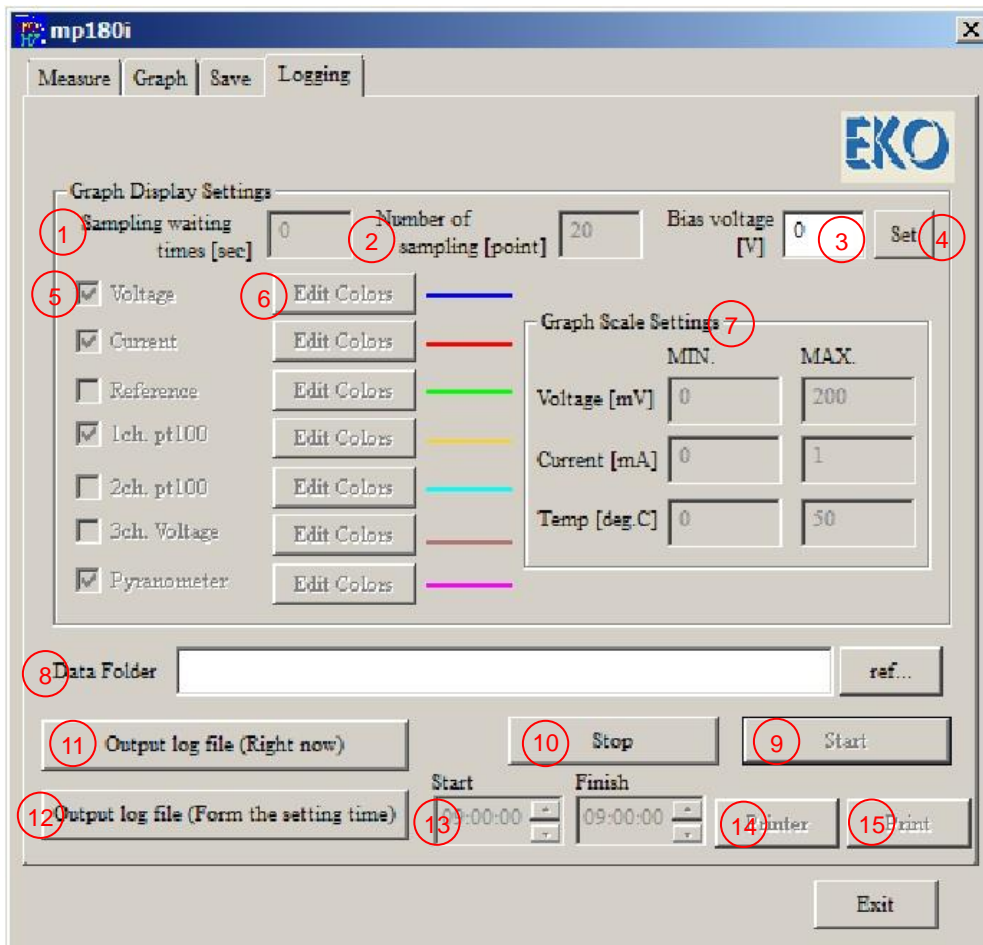 mp180i
Measure Graph Save Logging
EKO
Graph Display Settings
1 Sampling waiting times [sec] 0 2 Number of sampling [point] 20 Bias voltage [V] 0 3 Set 4
5 Voltage 6 Edit Colors
Graph Scale Settings 7
Current Edit Colors
MIN. MAX.
Reference Edit Colors
Voltage [mV] 0 200
1ch. pt100 Edit Colors
Current [mA] 0 1
2ch. pt100 Edit Colors
Temp [deg.C] 0 50
3ch. Voltage Edit Colors
Pyranometer Edit Colors
8 Data Folder ref...
11 Output log file (Right now) 10 Stop 9 Start
Start Finish
12 Output log file (Form the setting time) 13 09:00:00 09:00:00 14 Printer 15 Print
Exit